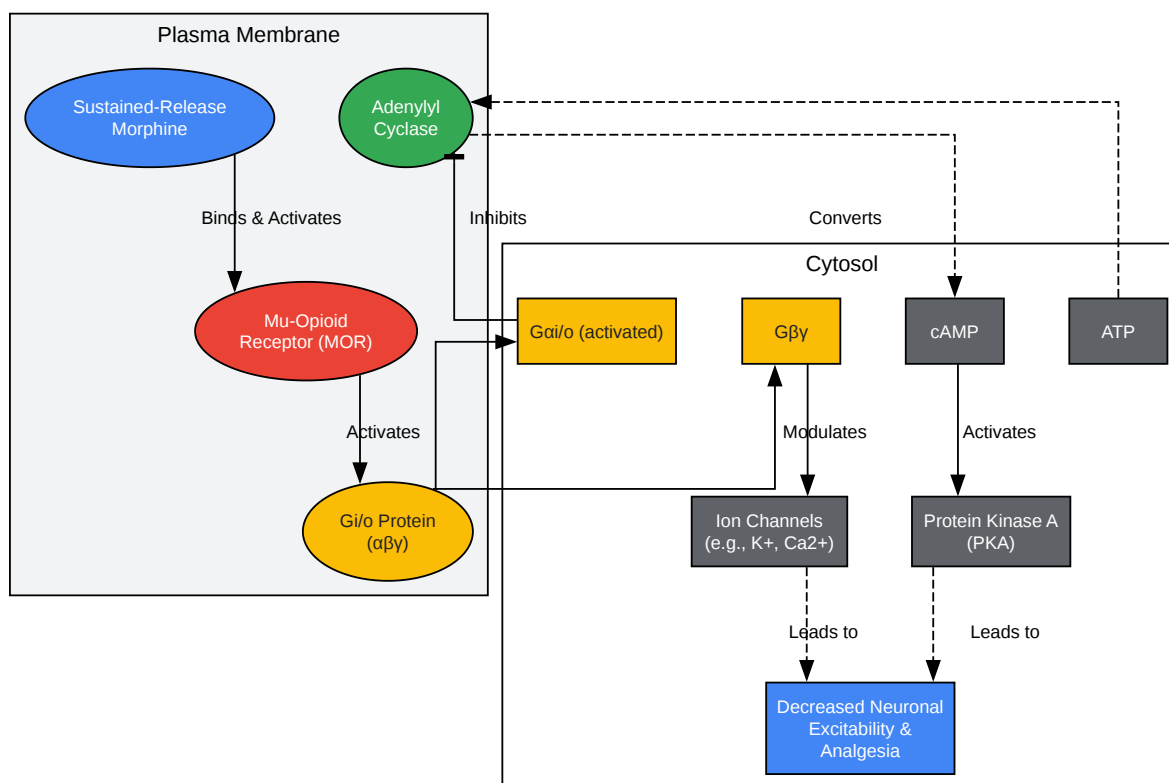 Plasma Membrane
Sustained-Release
Morphine
Adenylyl
Cyclase
Binds & Activates
Inhibits
Converts
Cytosol
Mu-Opioid
Receptor (MOR)
Gαi/o (activated)
Gβγ
cAMP
ATP
Activates
Modulates
Activates
Gi/o Protein
(αβγ)
Ion Channels
(e.g., K+, Ca2+)
Protein Kinase A
(PKA)
Leads to
Leads to
Decreased Neuronal
Excitability &
Analgesia